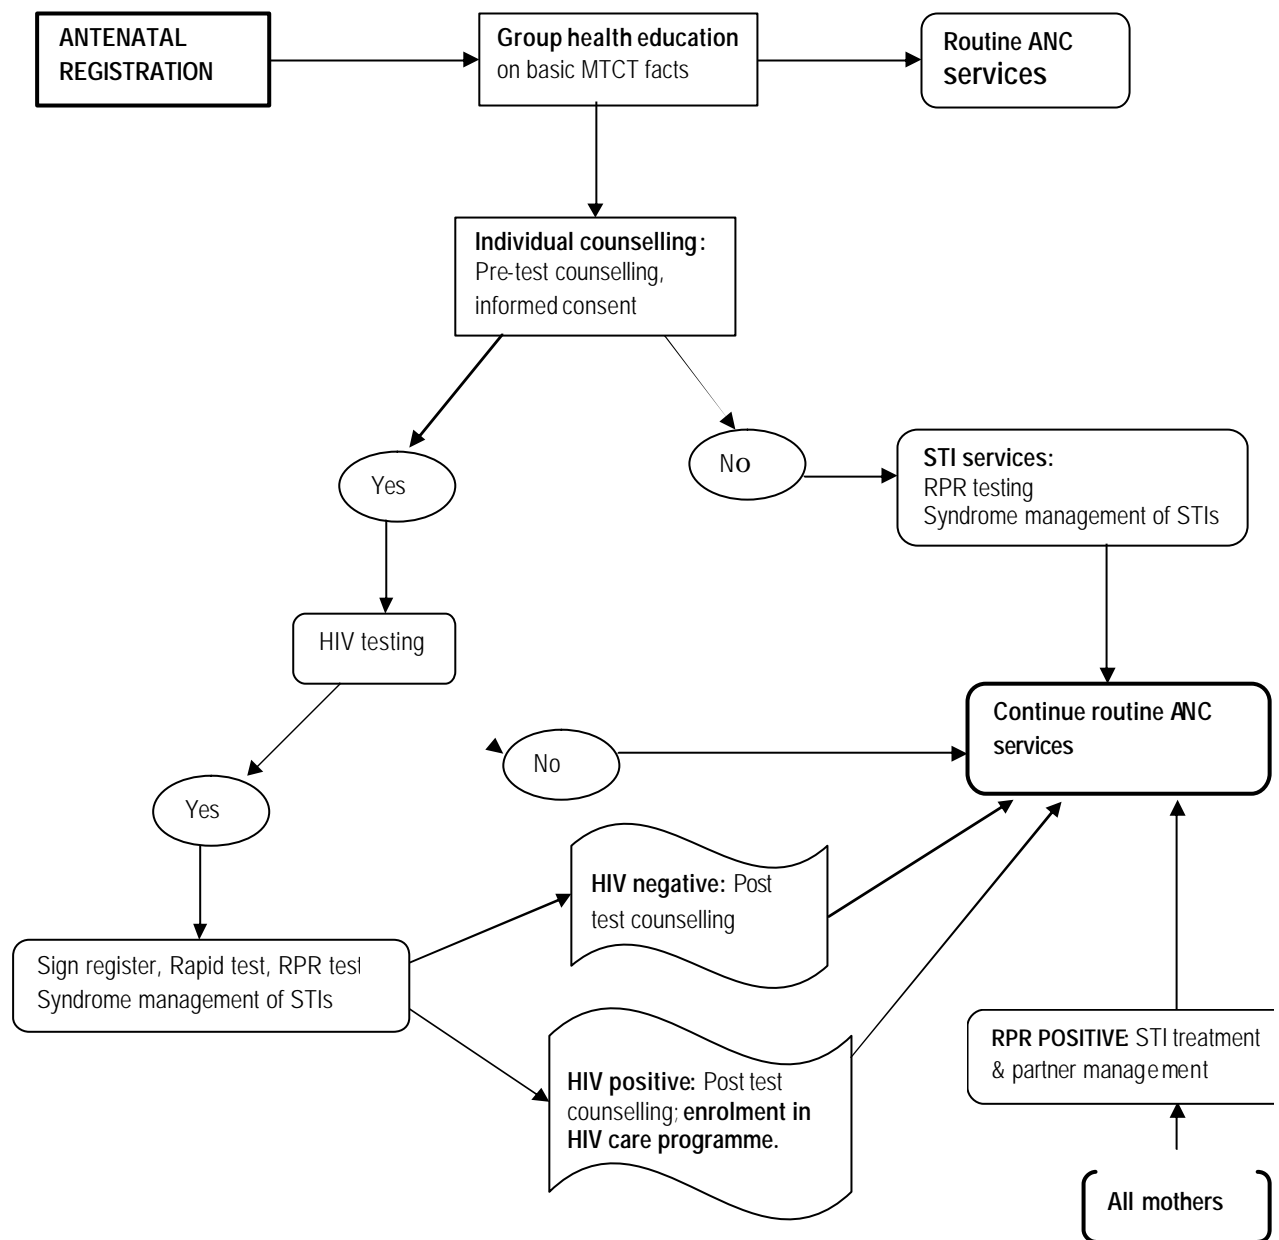 ANTENATAL
REGISTRATION
Group health education
on basic MTCT facts
Routine ANC
services
Individual counselling:
Pre-test counselling,
informed consent
Yes
No
STI services:
RPR testing
Syndrome management of STIs
HIV testing
Continue routine ANC
services
No
Yes
HIV negative: Post
test counselling
Sign register, Rapid test, RPR test
Syndrome management of STIs
RPR POSITIVE: STI treatment
& partner management
HIV positive: Post test
counselling; enrolment in
HIV care programme.
All mothers